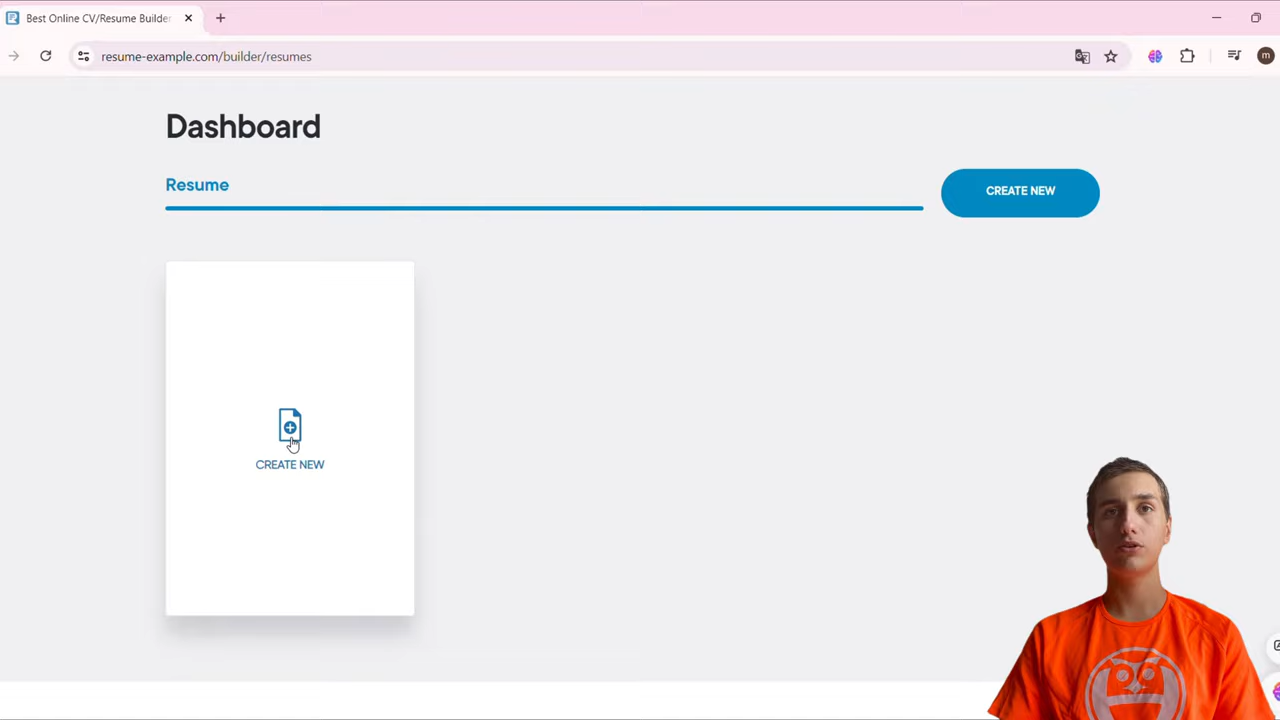 Best Online CV/Resume Builder
resume-example.com/builder/resumes
m
Dashboard
Resume
CREATE NEW
CREATE NEW